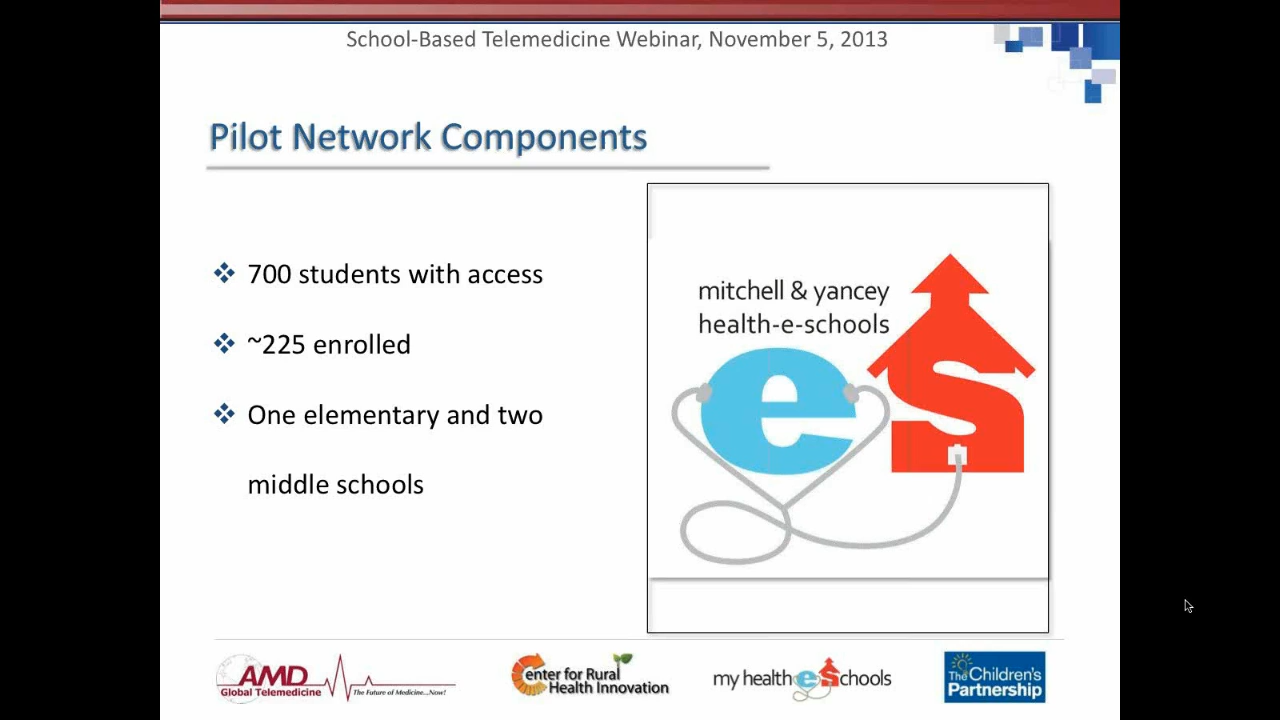 School-Based Telemedicine Webinar, November 5, 2013
Pilot Network Components
700 students with access
~225 enrolled
One elementary and two
middle schools
mitchell & yancey
health-e-schools
e s
AMD
Global Telemedicine
The Future of Medicine...Now!
Center for Rural
Health Innovation
my health e Schools
The Children's
Partnership